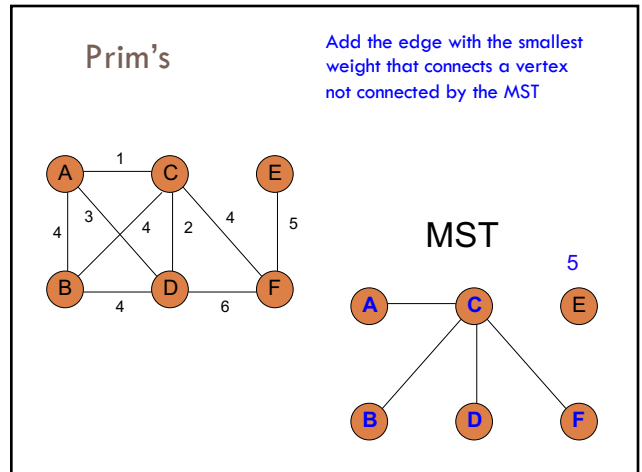 Prim's
Add the edge with the smallest
weight that connects a vertex
not connected by the MST
1
A C E
4 3 4 2 4 5
B D F
4 6
MST
5
A C E
B D F